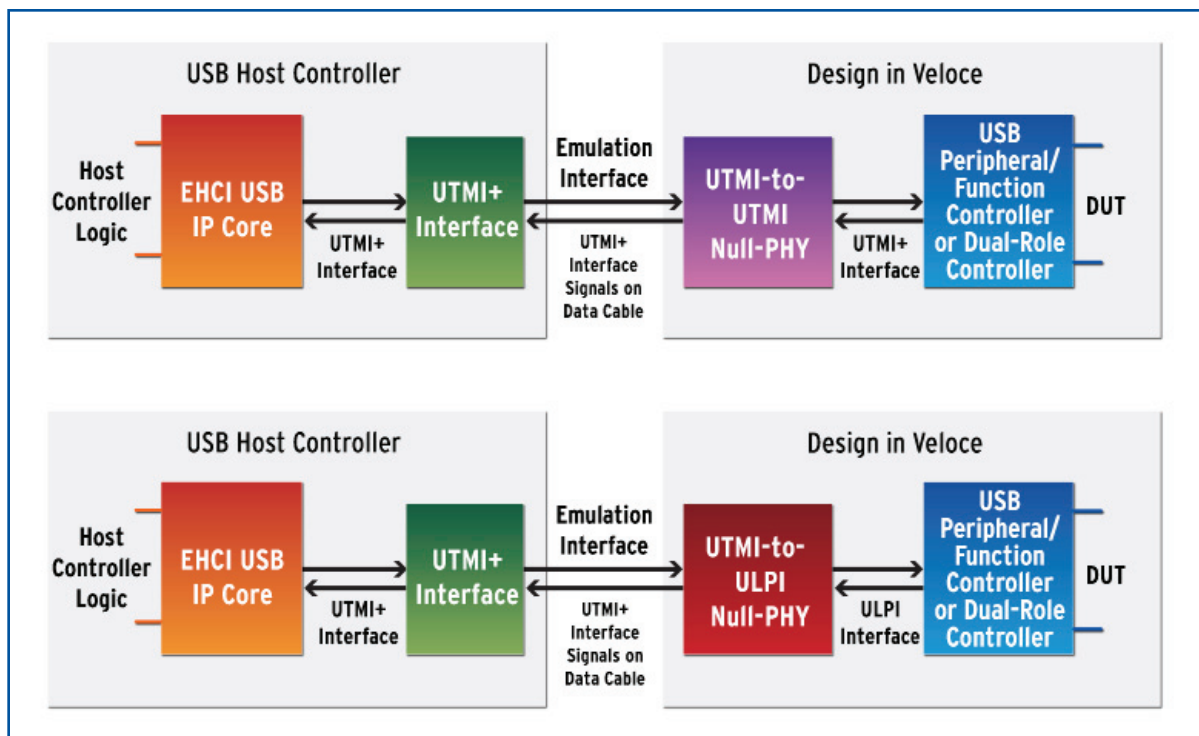 USB Host Controller
Design in Veloce
Host
Controller
Logic
EHCI USB
IP Core
UTMI+
Interface
UTMI+
Interface
Emulation
Interface
UTMI+
Interface
Signals on
Data Cable
UTMI-to-
UTMI
Null-PHY
UTMI+
Interface
USB
Peripheral/
Function
Controller
or Dual-Role
Controller
DUT
USB Host Controller
Design in Veloce
Host
Controller
Logic
EHCI USB
IP Core
UTMI+
Interface
UTMI+
Interface
Emulation
Interface
UTMI+
Interface
Signals on
Data Cable
UTMI-to-
ULPI
Null-PHY
ULPI
Interface
USB
Peripheral/
Function
Controller
or Dual-Role
Controller
DUT